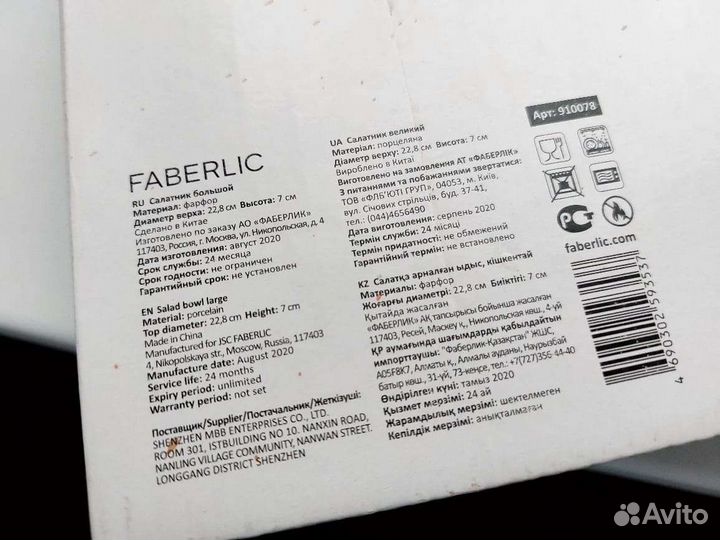 FABERLIC
RU Салатник большой
Материал: фарфор
Диаметр верха: 22,8 см Высота: 7 см
Сделано в Китае
Изготовлено по заказу АО «ФАБЕРЛИК»
117403, Россия, г. Москва, ул. Никопольская, д. 4
Дата изготовления: август 2020
Срок службы: 24 месяца
Срок годности: не ограничен
Гарантийный срок: не установлен
EN Salad bowl large
Material: porcelain
Top diameter: 22,8 cm Height: 7 cm
Made in China
Manufactured for JSC FABERLIC
4, Nikopolskaya str., Moscow, Russia, 117403
Manufacture date: August 2020
Service life: 24 months
Expiry period: unlimited
Warranty period: not set
Поставщик/Supplier/Постачальник/Жеткізуші:
SHENZHEN MBB ENTERPRISES CO., LTD.
ROOM 301, ISTBUILDING NO 10. NANXIN ROAD,
NANLING VILLAGE COMMUNITY, NANWAN STREET.
LONGGANG DISTRICT SHENZHEN
UA Салатник великий
Матеріал: порцеляна
Діаметр верху: 22,8 см Висота: 7 см
Вироблено в Китаї
Виготовлено на замовлення АТ «ФАБЕРЛІК»
З питаннями та побажаннями звертатися:
ТОВ «ФЛБ'ЮТІ ГРУП», 04053, м. Київ,
вул. Січових стрільців, буд. 37-41,
тел.: (044)4656490
Дата виготовлення: серпень 2020
Термін служби: 24 місяці
Термін придатності: не обмежений
Гарантійний термін: не встановлено
KZ Салатқа арналған ыдыс, кішкентай
Материалы: фарфор
Жоғарғы диаметрі: 22,8 см Биіктігі: 7 см
Қытайда жасалған
«ФАБЕРЛИК» АҚ тапсырысы бойынша жасалған
117403, Ресей, Маскеу к., Никопольская кеш., 4-үй
ҚР аумағында шағымдарды қабылдайтын
импорттаушы: "Фаберлик-Қазақстан" ЖШС,
A05F8K7, Алматы қ., Алмалы ауданы, Наурызбай
батыр көш., 31-үй, 73-кеңсе, тел.: +7(727)356 44-40
Өндірілген күні: тамыз 2020
Қызмет мерзімі: 24 ай
Жарамдылық мерзімі: шектелмеген
Кепілдік мерзімі: анықталмаған
Арт: 910078
faberlic.com
4 690302 593537
Avito